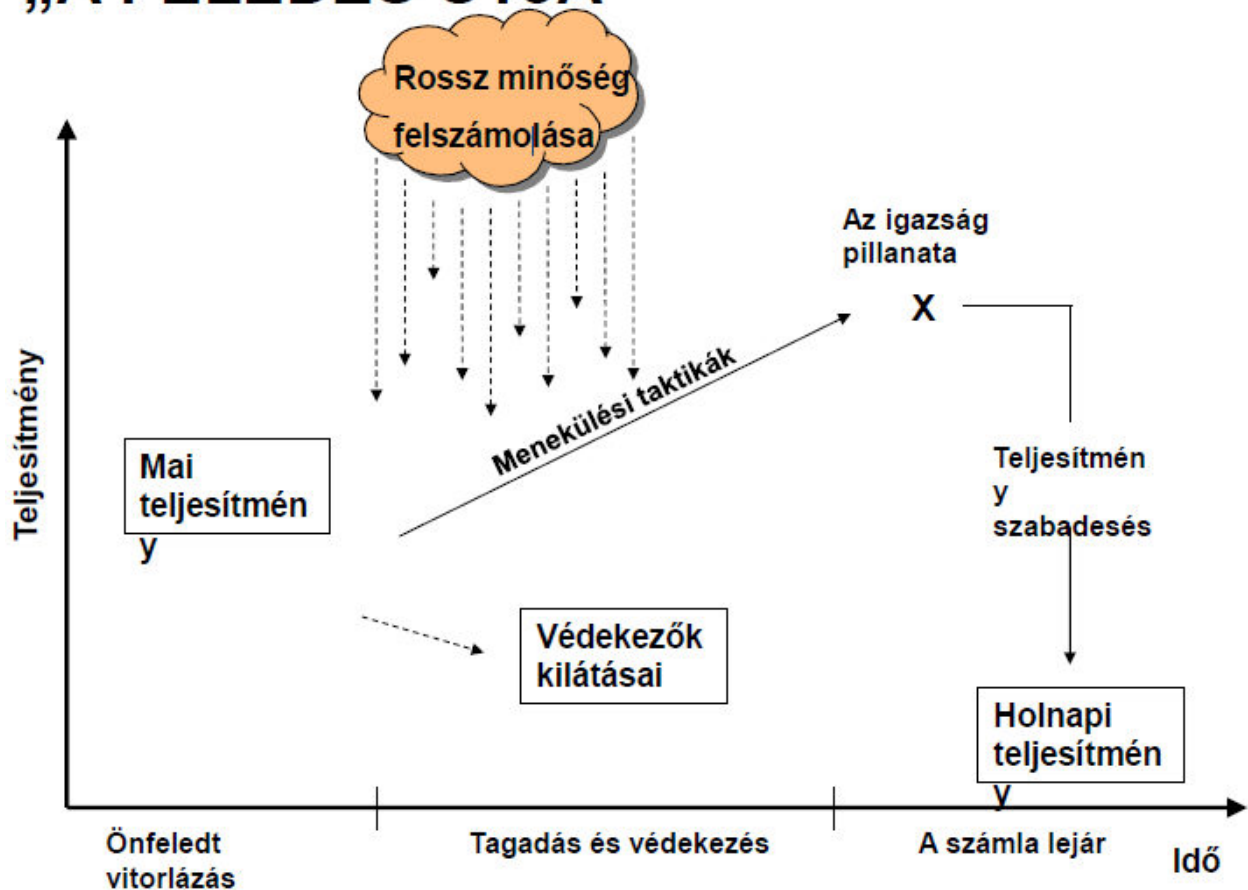 Rossz minőség
felszámolása
Az igazság
pillanata
X
Menekülési taktikák
Teljesítmény
Mai
teljesítmén
y
Teljesítmén
y
szabadesés
Védekezők
kilátásai
Holnapi
teljesítmén
y
Önfeledt
vitorlázás
Tagadás és védekezés
A számla lejár
Idő